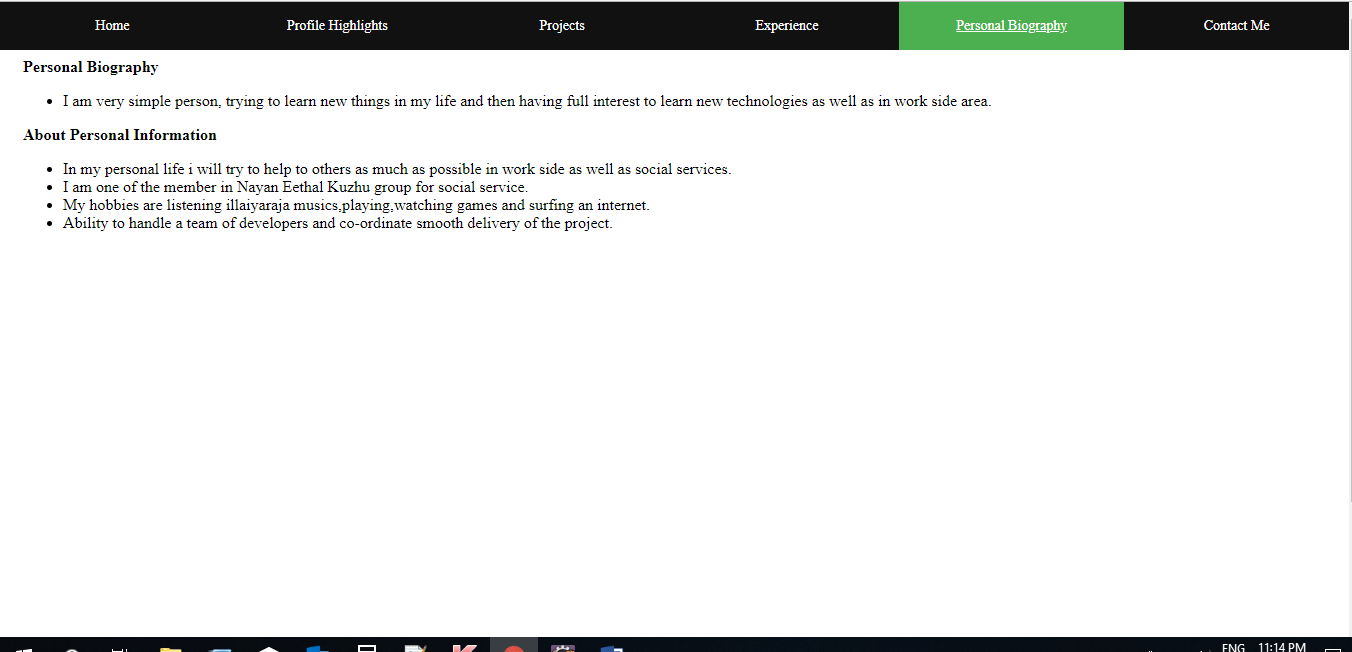 Home Profile Highlights Projects Experience Personal Biography Contact Me
Personal Biography
I am very simple person, trying to learn new things in my life and then having full interest to learn new technologies as well as in work side area.
About Personal Information
In my personal life i will try to help to others as much as possible in work side as well as social services.
I am one of the member in Nayan Eethal Kuzhu group for social service.
My hobbies are listening illaiyaraja musics,playing,watching games and surfing an internet.
Ability to handle a team of developers and co-ordinate smooth delivery of the project.
ENG 11:14 PM